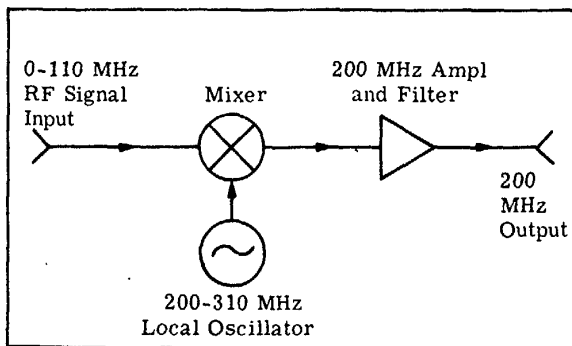 0-110 MHz
RF Signal
Input
Mixer
200 MHz Ampl
and Filter
200
MHz
Output
200-310 MHz
Local Oscillator